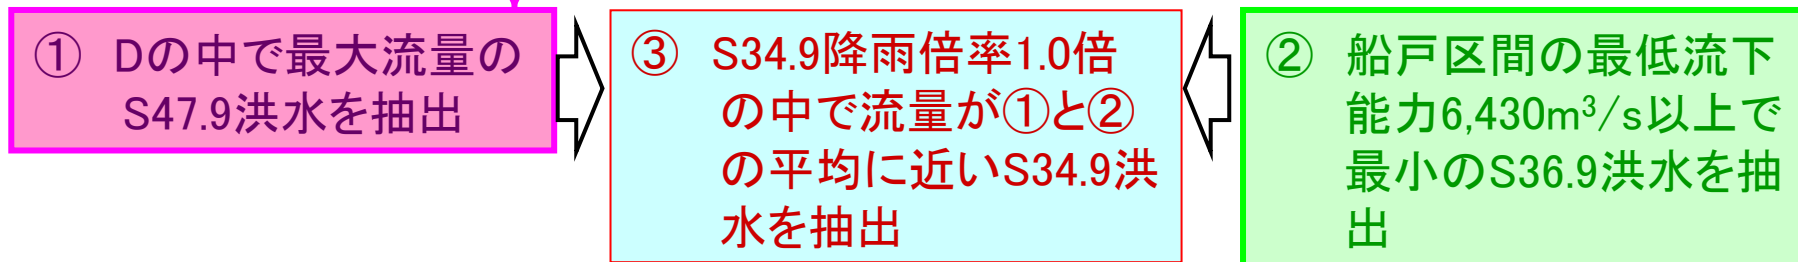 ① Dの中で最大流量の
S47.9洪水を抽出
③ S34.9降雨倍率1.0倍
の中で流量が①と②
の平均に近いS34.9洪
水を抽出
② 船戸区間の最低流下
能力6,430m³/s以上で
最小のS36.9洪水を抽
出